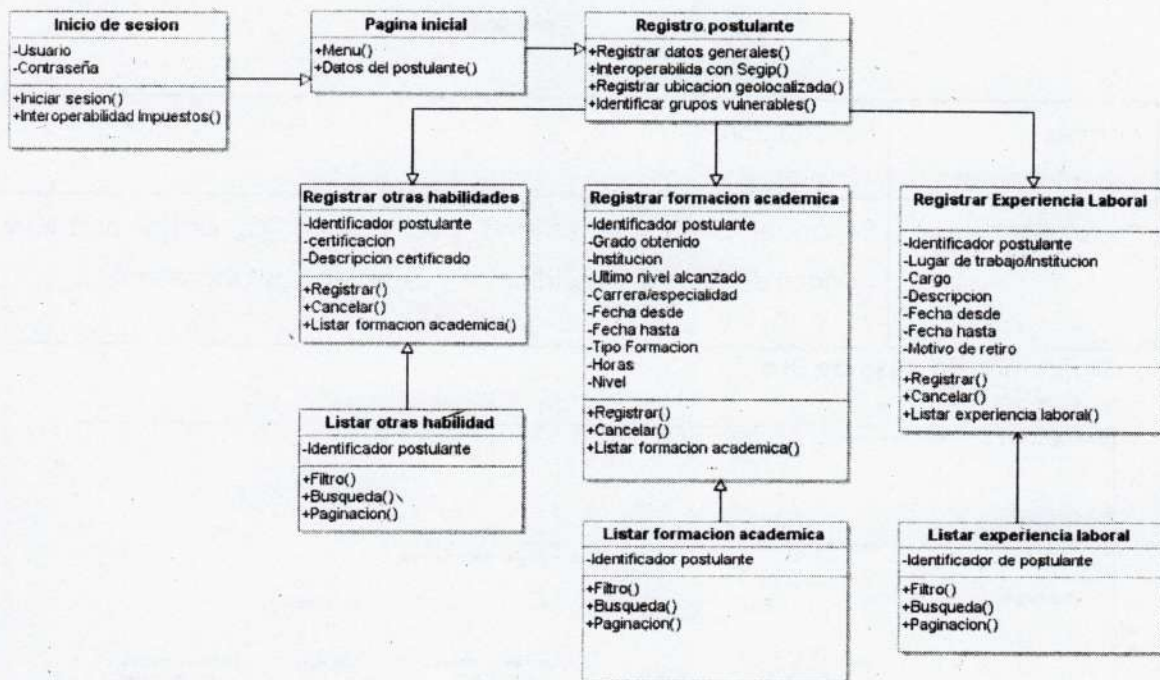 Inicio de sesion
-Usuario
-Contraseña
+Iniciar sesion()
+Interoperabilidad Impuestos()
Pagina inicial
+Menu()
+Datos del postulante()
Registro postulante
+Registrar datos generales()
+Interoperabilida con Segip()
+Registrar ubicacion geolocalizada()
+Identificar grupos vulnerables()
Registrar otras habilidades
-Identificador postulante
-certificacion
-Descripcion certificado
+Registrar()
+Cancelar()
+Listar formacion academica()
Registrar formacion academica
-Identificador postulante
-Grado obtenido
-Institucion
-Ultimo nivel alcanzado
-Carrera/especialidad
-Fecha desde
-Fecha hasta
-Tipo Formacion
-Horas
-Nivel
+Registrar()
+Cancelar()
+Listar formacion academica()
Registrar Experiencia Laboral
-Identificador postulante
-Lugar de trabajo/Institucion
-Cargo
-Descripcion
-Fecha desde
-Fecha hasta
-Motivo de retiro
+Registrar()
+Cancelar()
+Listar experiencia laboral()
Listar otras habilidad
-Identificador postulante
+Filtro()
+Busqueda()
+Paginacion()
Listar formacion academica
-Identificador postulante
+Filtro()
+Busqueda()
+Paginacion()
Listar experiencia laboral
-Identificador de postulante
+Filtro()
+Busqueda()
+Paginacion()